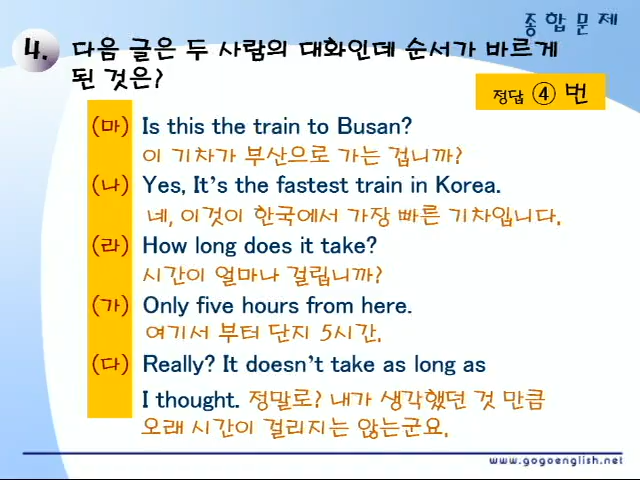 종합문제
4. 다음 글은 두 사람의 대화인데 순서가 바르게
된 것은?
정답 ④ 번
(마) Is this the train to Busan?
이 기차가 부산으로 가는 겁니까?
(나) Yes, It's the fastest train in Korea.
네, 이것이 한국에서 가장 빠른 기차입니다.
(라) How long does it take?
시간이 얼마나 걸립니까?
(가) Only five hours from here.
여기서 부터 단지 5시간.
(다) Really? It doesn't take as long as
I thought. 정말로? 내가 생각했던 것 만큼
오래 시간이 걸리지는 않는군요.
www.gogoenglish.net